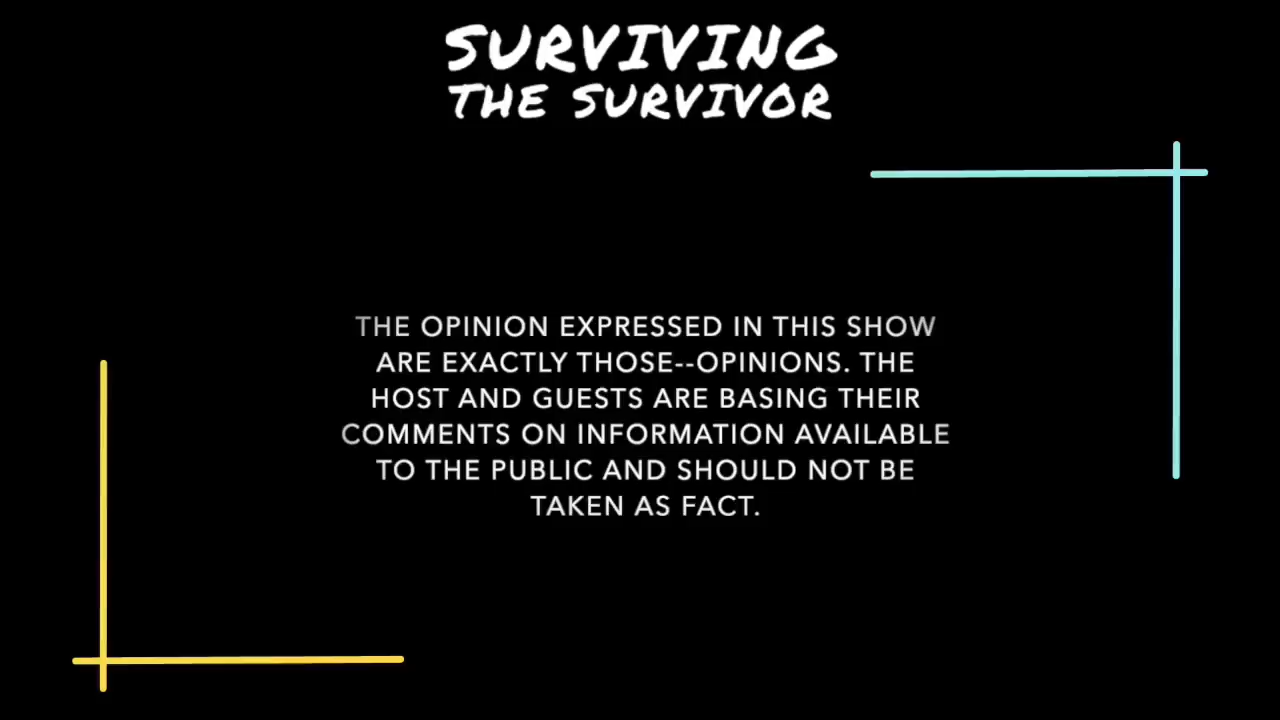 SURVIVING
THE SURVIVOR
THE OPINION EXPRESSED IN THIS SHOW
ARE EXACTLY THOSE--OPINIONS. THE
HOST AND GUESTS ARE BASING THEIR
COMMENTS ON INFORMATION AVAILABLE
TO THE PUBLIC AND SHOULD NOT BE
TAKEN AS FACT.